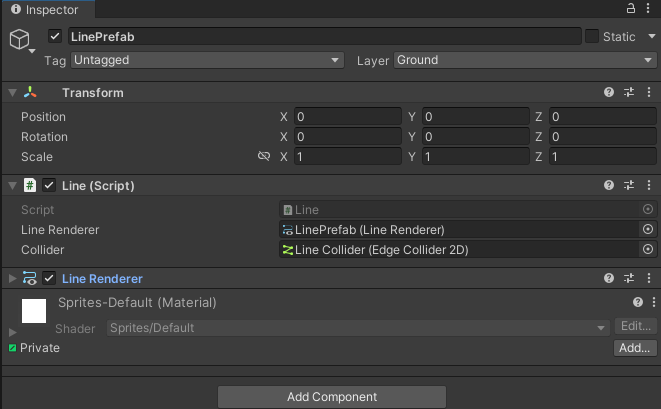 Inspector
LinePrefab Static
Tag Untagged Layer Ground
Transform
Position X 0 Y 0 Z 0
Rotation X 0 Y 0 Z 0
Scale X 1 Y 1 Z 1
Line (Script)
Script Line
Line Renderer LinePrefab (Line Renderer)
Collider Line Collider (Edge Collider 2D)
Line Renderer
Sprites-Default (Material)
Shader Sprites/Default Edit...
Private Add...
Add Component